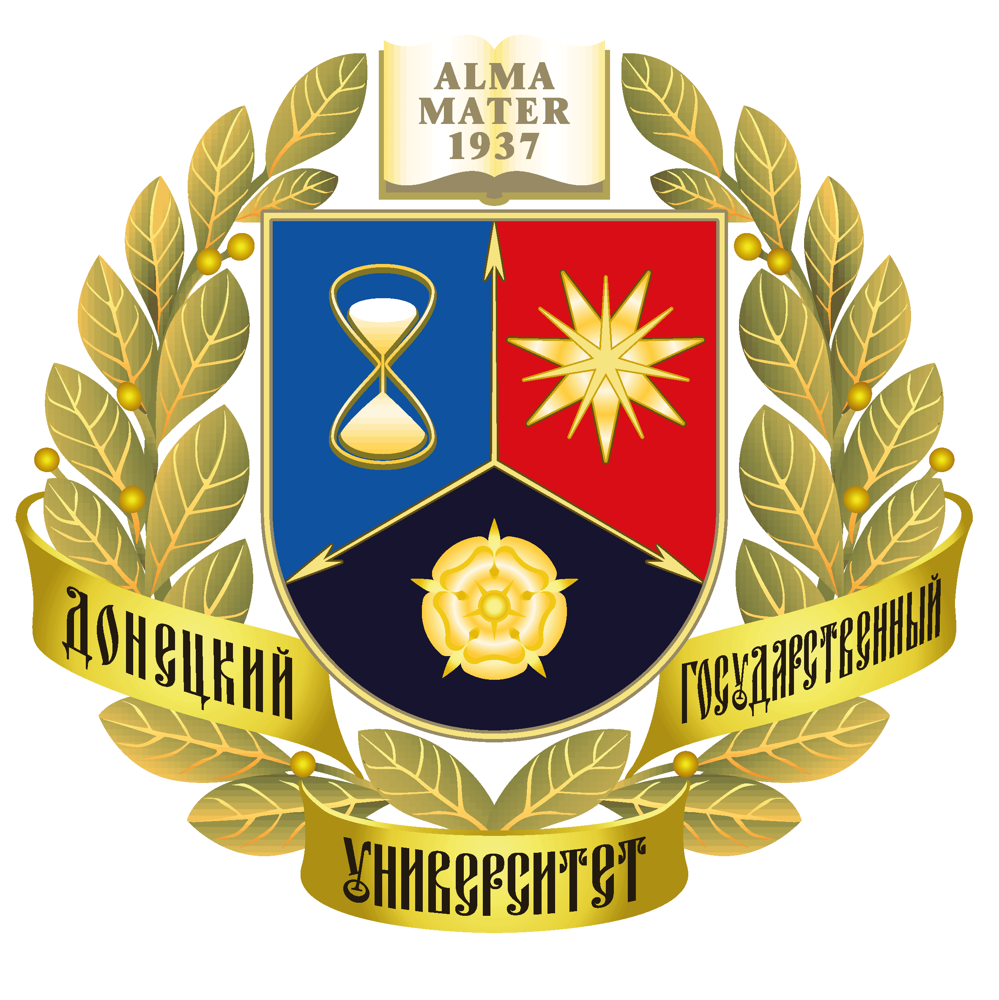 ALMA
MATER
1937
ДОНЕЦКИЙ
ГОСУДАРСТВЕННЫЙ
УНИВЕРСИТЕТ